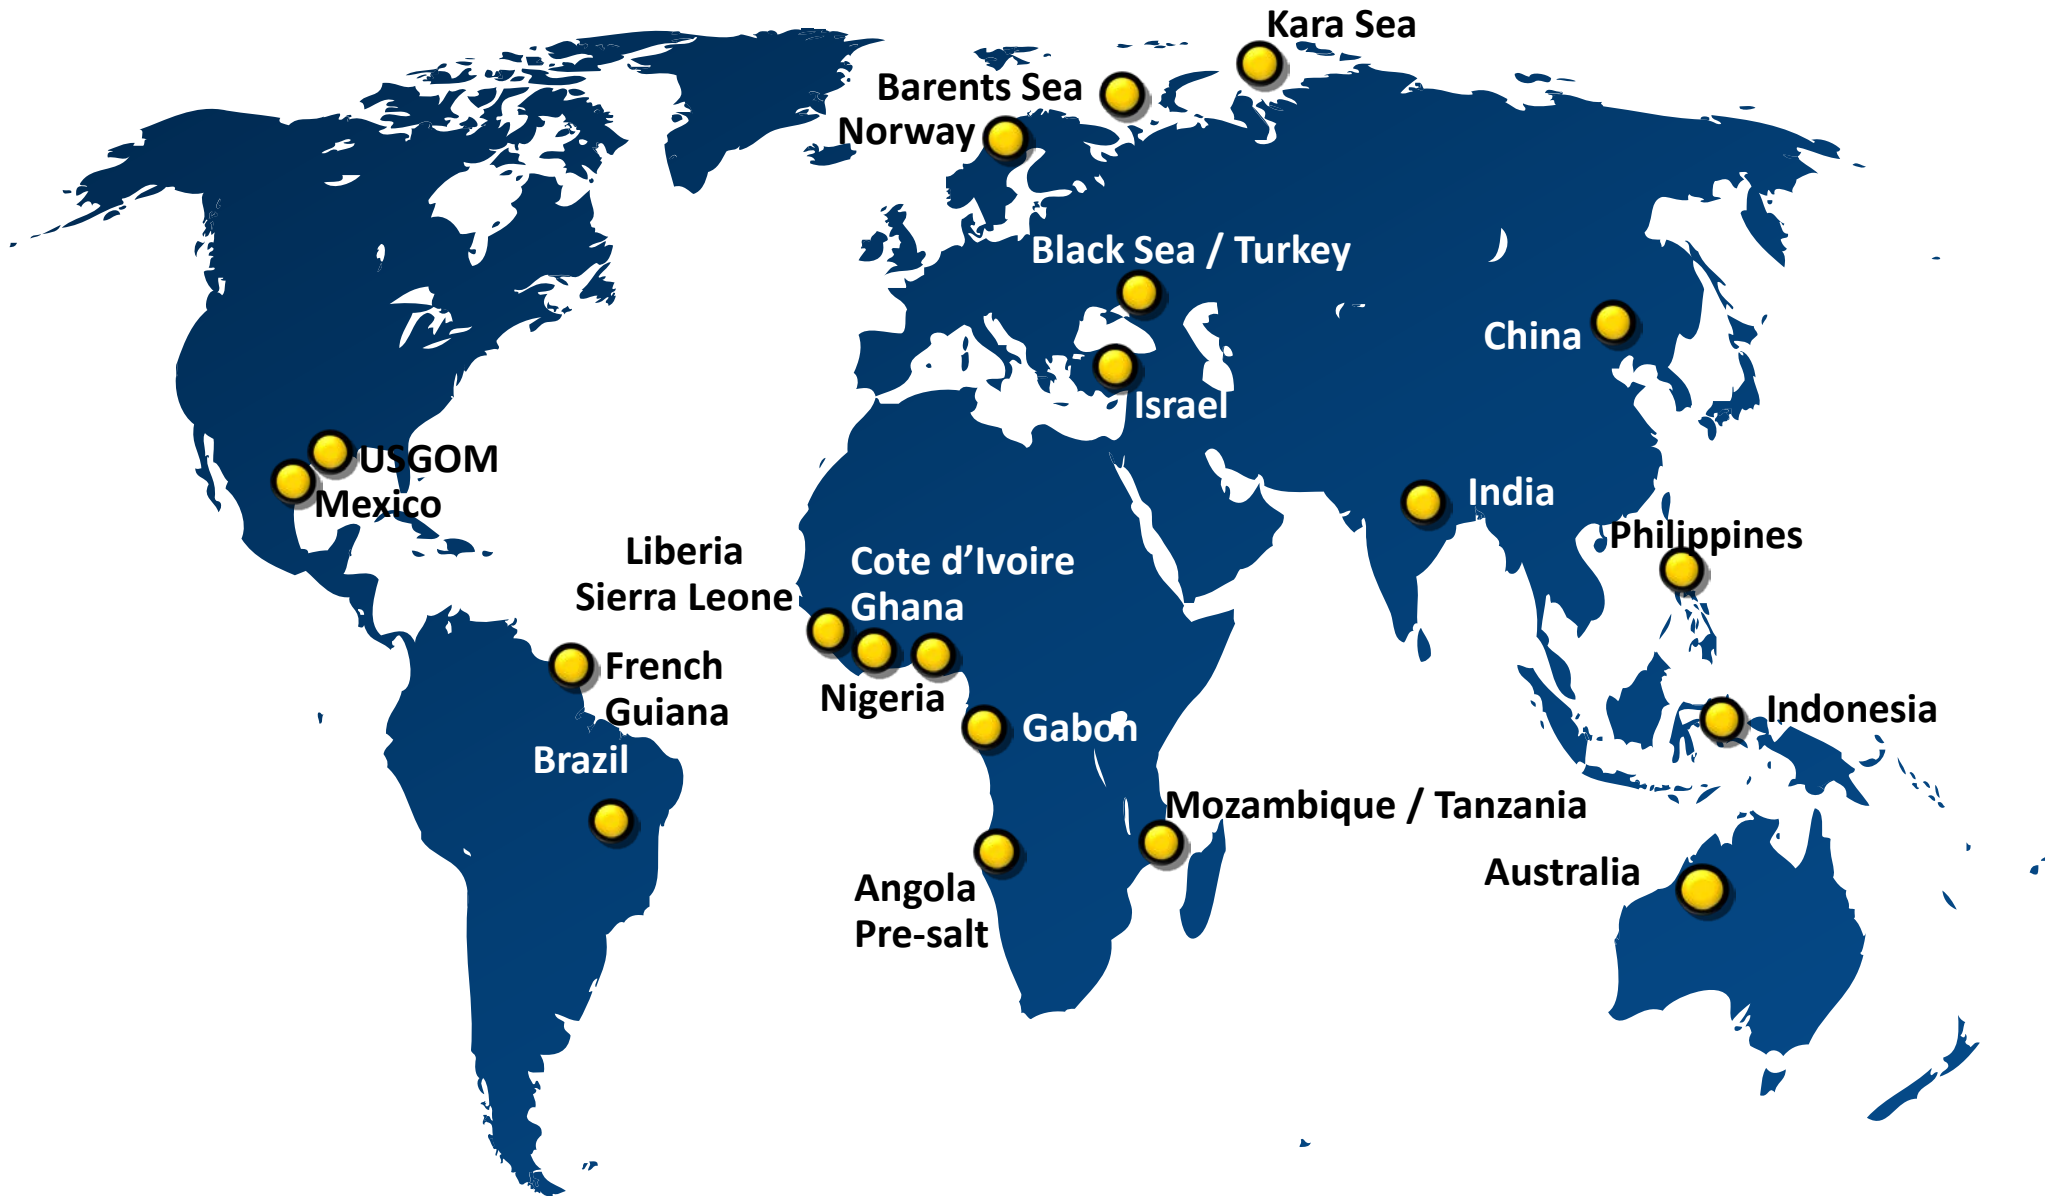 Kara Sea
Barents Sea
Norway
Black Sea / Turkey
China
Israel
USGOM
Mexico
India
Philippines
Liberia
Sierra Leone
Cote d’Ivoire
Ghana
Nigeria
French
Guiana
Gabon
Indonesia
Brazil
Mozambique / Tanzania
Australia
Angola
Pre-salt